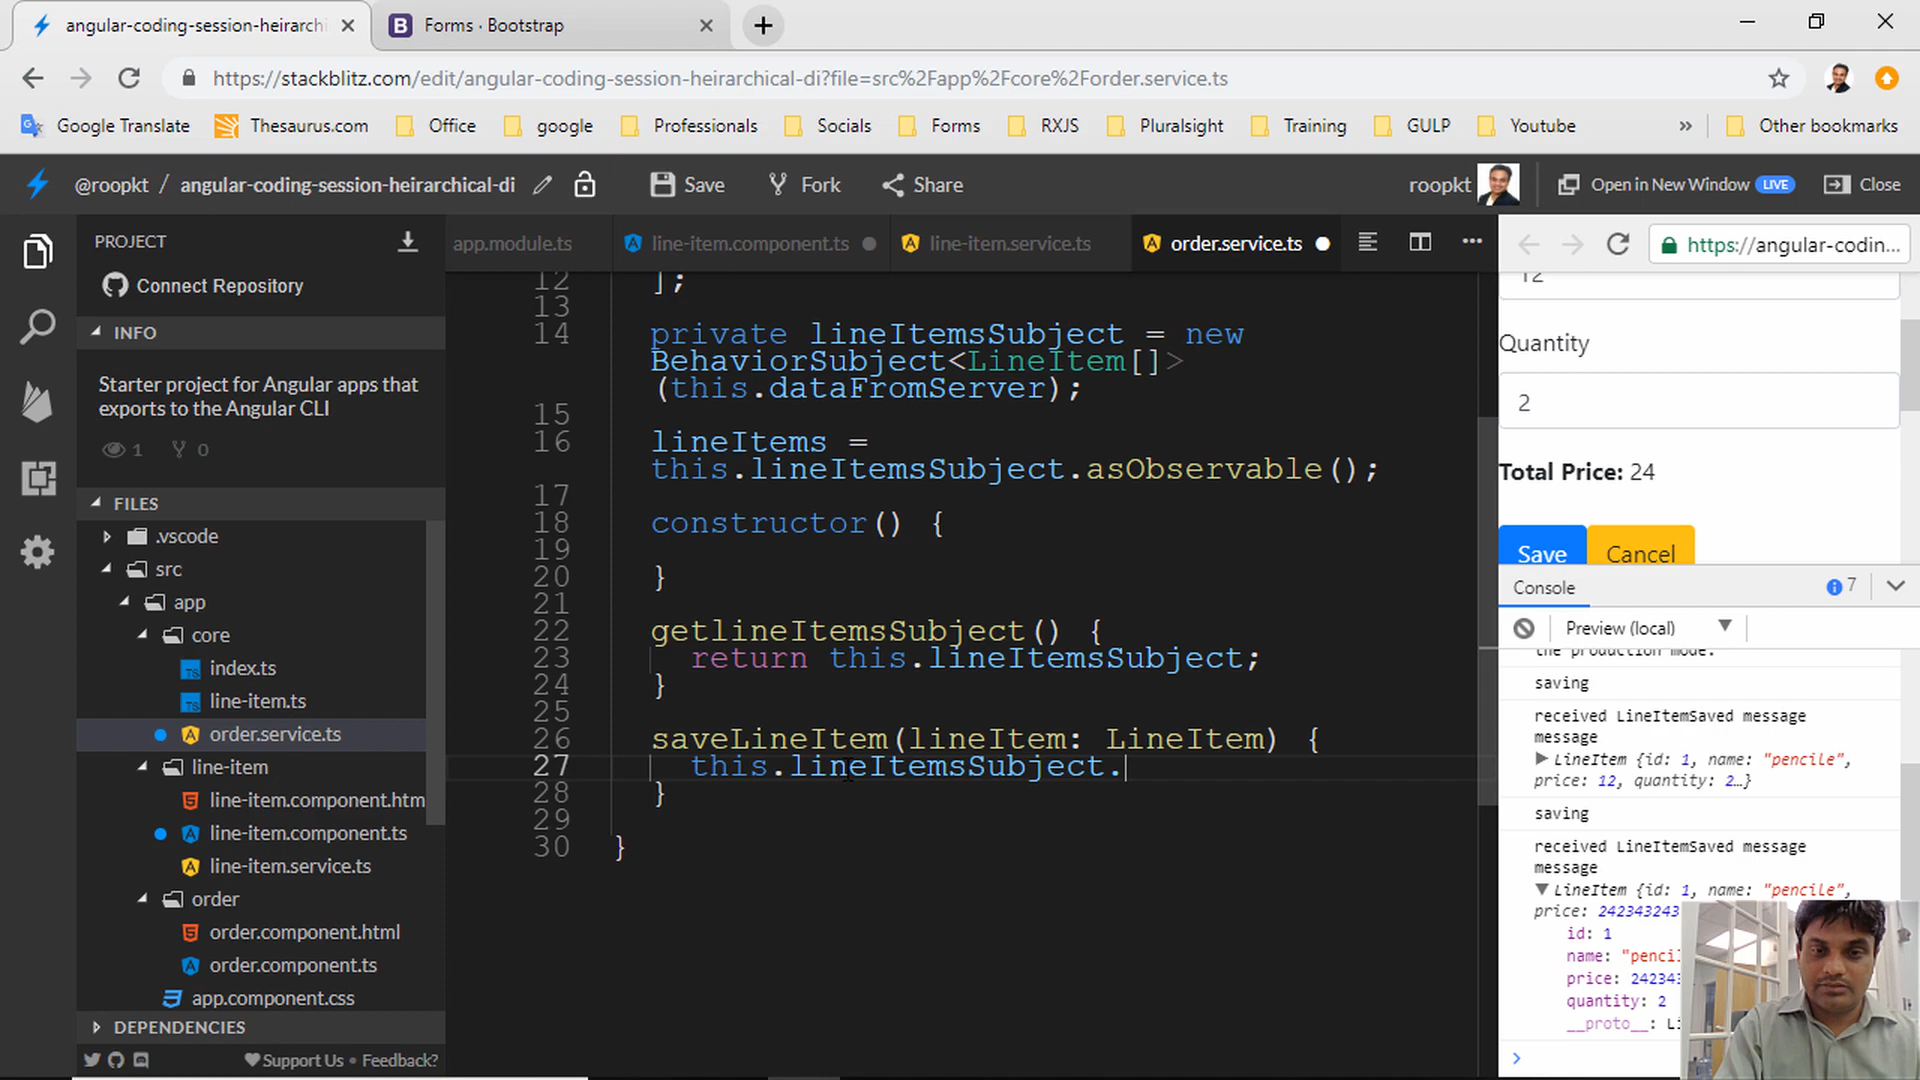 angular-coding-session-heirarchi
Forms · Bootstrap
https://stackblitz.com/edit/angular-coding-session-heirarchical-di?file=src%2Fapp%2Fcore%2Forder.service.ts
Google Translate
Thesaurus.com
Office
google
Professionals
Socials
Forms
RXJS
Pluralsight
Training
GULP
Youtube
»
Other bookmarks
@roopkt / angular-coding-session-heirarchical-di
Save
Fork
Share
roopkt
Open in New Window LIVE
Close
PROJECT
Connect Repository
INFO
Starter project for Angular apps that
exports to the Angular CLI
1
0
FILES
.vscode
src
app
core
index.ts
line-item.ts
order.service.ts
line-item
line-item.component.htm
line-item.component.ts
line-item.service.ts
order
order.component.html
order.component.ts
app.component.css
DEPENDENCIES
Support Us • Feedback?
app.module.ts
line-item.component.ts
line-item.service.ts
order.service.ts
12 ];
13
14 private lineItemsSubject = new
BehaviorSubject<LineItem[]>
(this.dataFromServer);
15
16 lineItems =
this.lineItemsSubject.asObservable();
17
18 constructor() {
19
20 }
21
22 getlineItemsSubject() {
23 return this.lineItemsSubject;
24 }
25
26 saveLineItem(lineItem: LineItem) {
27 this.lineItemsSubject.
28 }
29
30 }
https://angular-codin...
12
Quantity
2
Total Price: 24
Save
Cancel
Console
7
Preview (local)
the production mode.
saving
received LineItemSaved message
message
LineItem {id: 1, name: "pencile",
price: 12, quantity: 2…}
saving
received LineItemSaved message
message
LineItem {id: 1, name: "pencile",
price: 242343243
id: 1
name: "pencil
price: 24234
quantity: 2
__proto__: Li